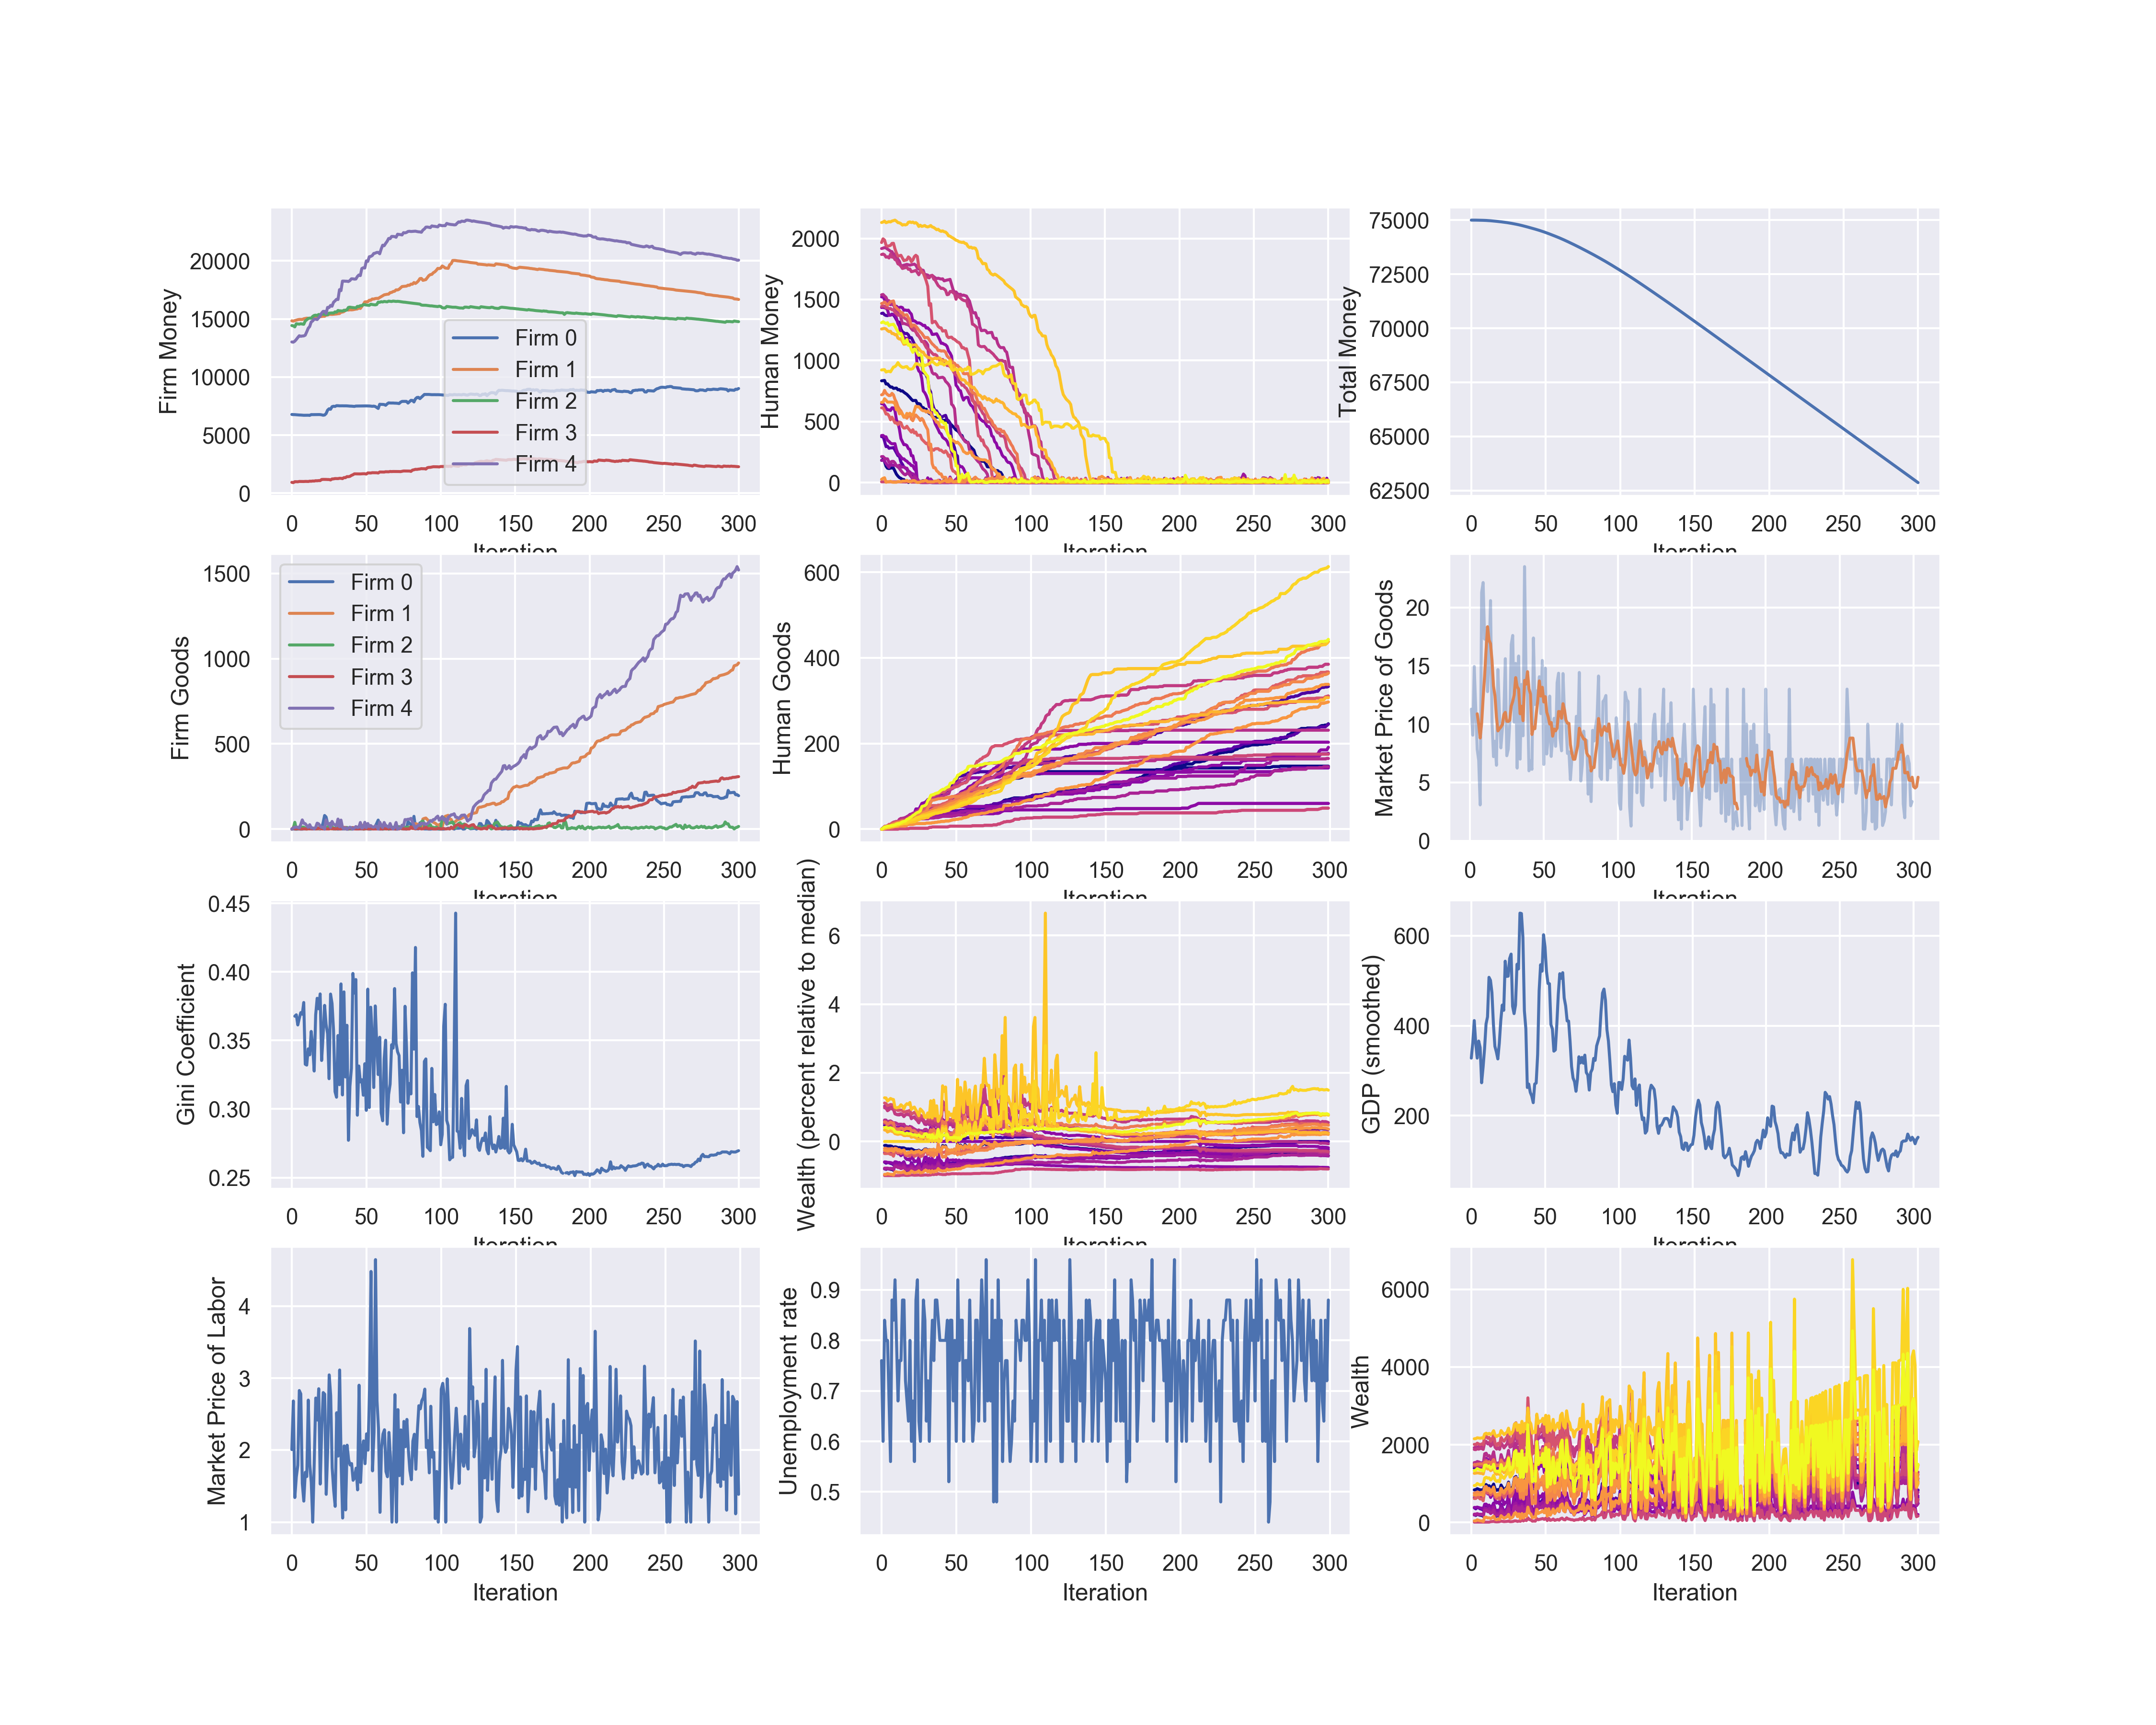 Firm Money
20000
15000
10000
5000
0
Firm 0
Firm 1
Firm 2
Firm 3
Firm 4
0 50 100 150 200 250 300
Iteration
Human Money
2000
1500
1000
500
0
0 50 100 150 200 250 300
Iteration
Total Money
75000
72500
70000
67500
65000
62500
0 50 100 150 200 250 300
Iteration
Firm Goods
1500
1000
500
0
Firm 0
Firm 1
Firm 2
Firm 3
Firm 4
0 50 100 150 200 250 300
Iteration
Human Goods
600
400
200
0
0 50 100 150 200 250 300
Iteration
Market Price of Goods
20
15
10
5
0
0 50 100 150 200 250 300
Iteration
Gini Coefficient
0.45
0.40
0.35
0.30
0.25
0 50 100 150 200 250 300
Iteration
Wealth (percent relative to median)
6
4
2
0
0 50 100 150 200 250 300
Iteration
GDP (smoothed)
600
400
200
0 50 100 150 200 250 300
Iteration
Market Price of Labor
4
3
2
1
0 50 100 150 200 250 300
Iteration
Unemployment rate
0.9
0.8
0.7
0.6
0.5
0 50 100 150 200 250 300
Iteration
Wealth
6000
4000
2000
0
0 50 100 150 200 250 300
Iteration